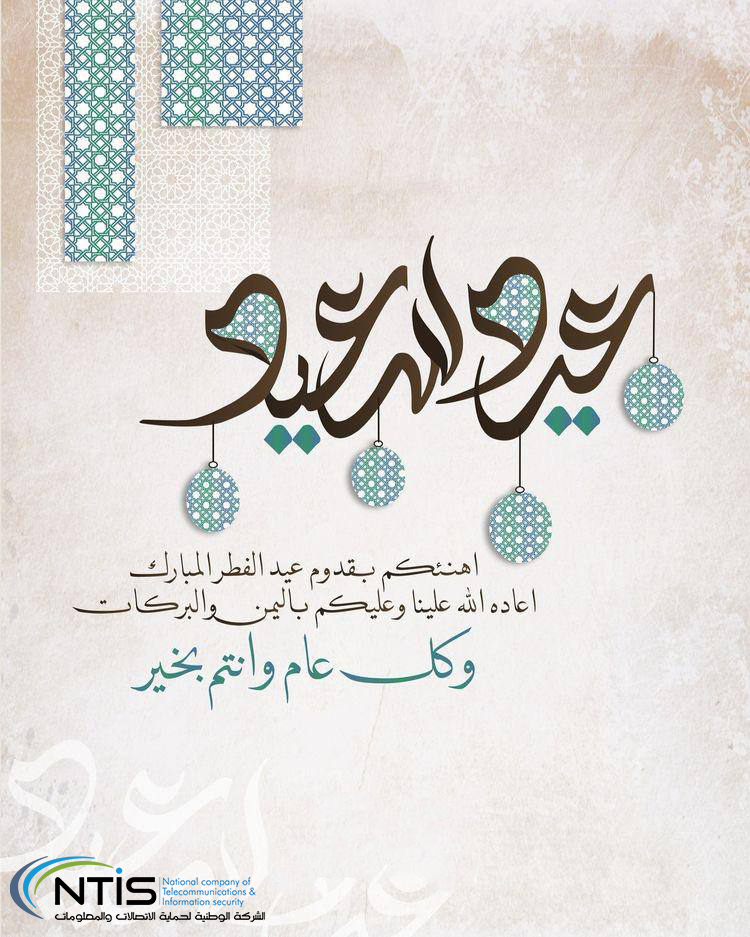 عيد سعيد
اهنئكم بقدوم عيد الفطر المبارك
اعاده الله علينا وعليكم باليمن والبركات
وكل عام وانتم بخير
NTIS
National company of
Telecommunications &
Information security
الشركة الوطنية لحماية الاتصالات والمعلومات